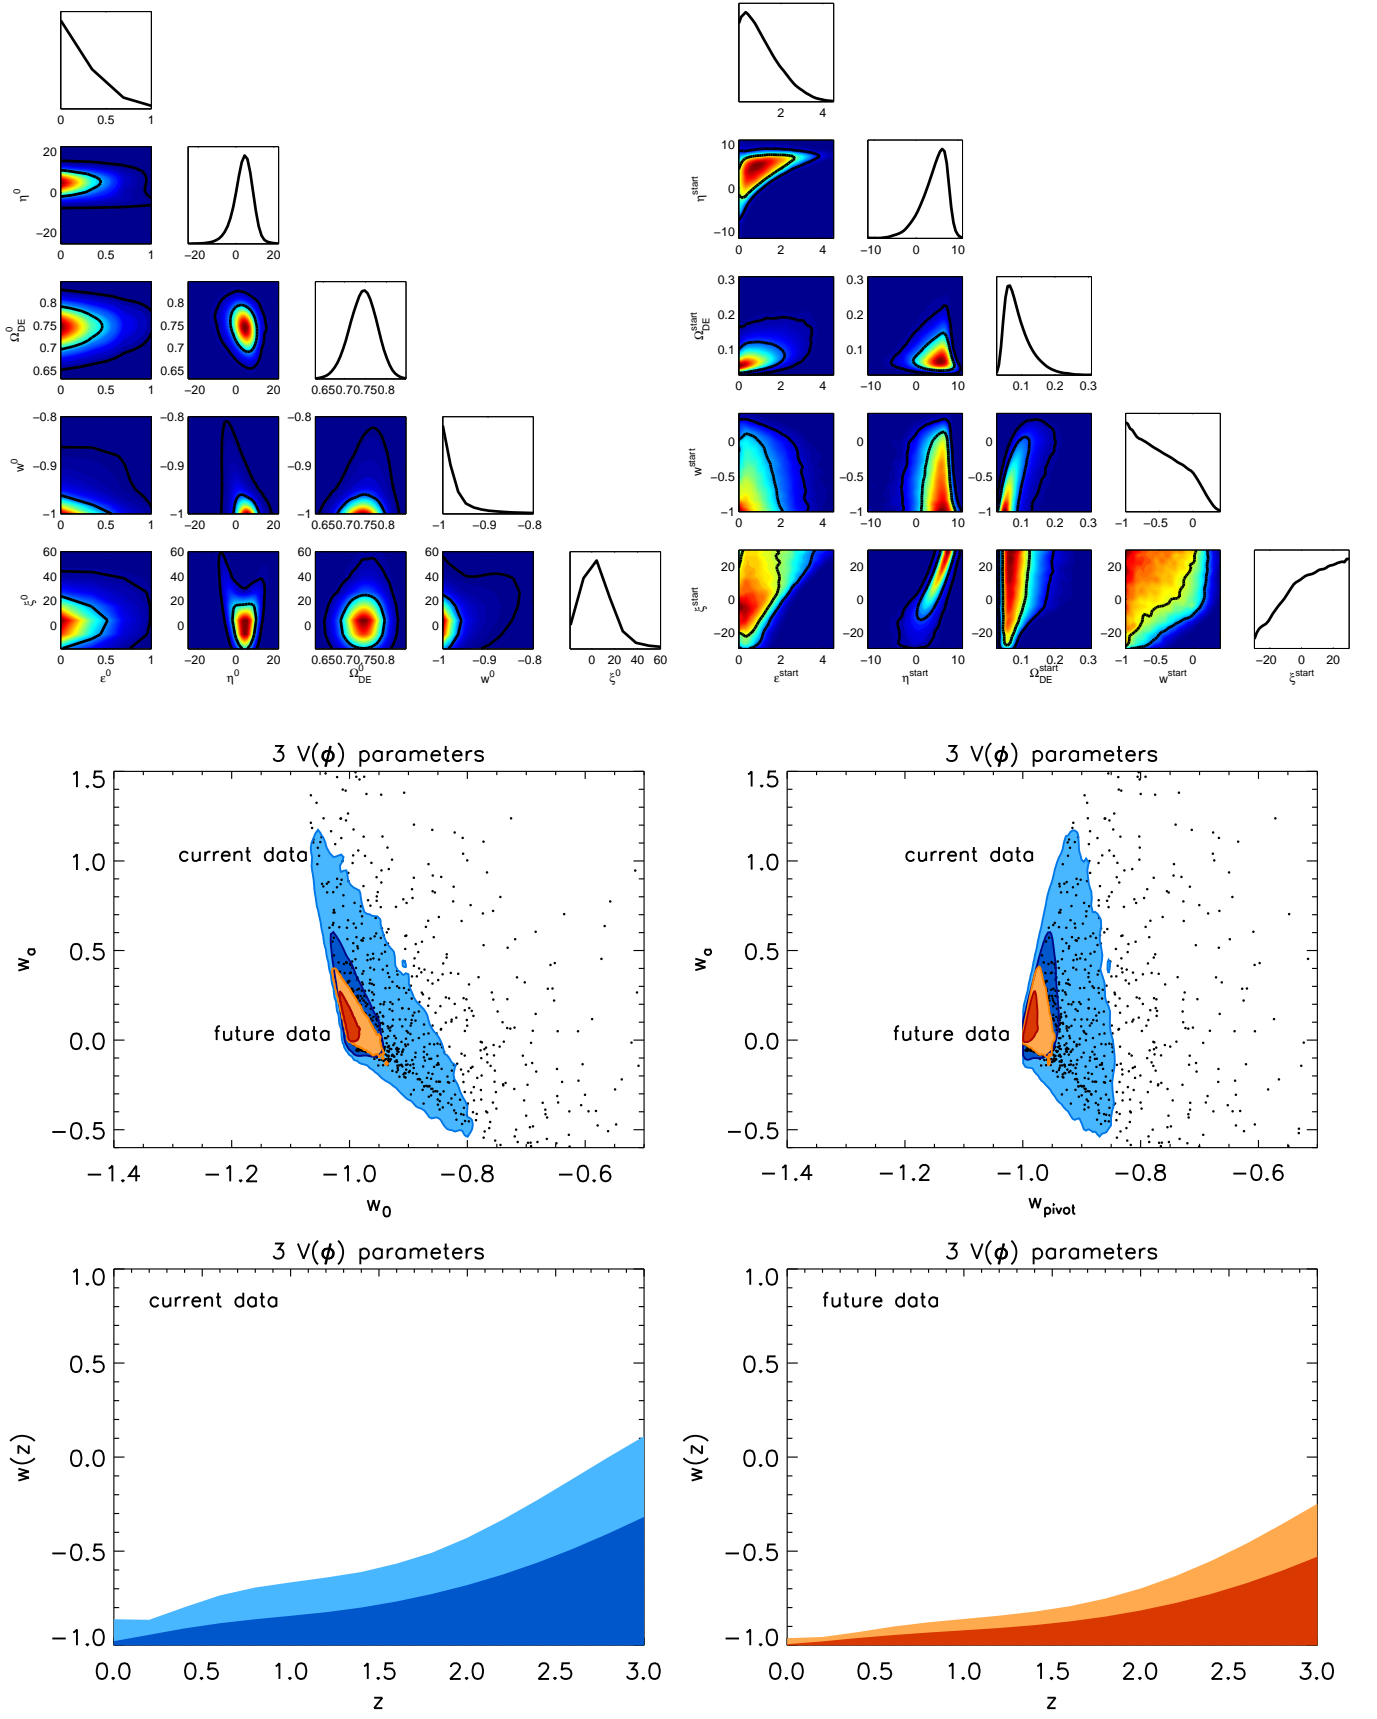 0 0.5 1
2 4
20
0
−20
η⁰
0 0.5 1
−20 0 20
10
0
−10
η^start
0 2 4
−10 0 10
0.8
0.75
0.7
0.65
Ω_DE^0
0 0.5 1
0.8
0.75
0.7
0.65
−20 0 20
0.650.70.750.8
0.3
0.2
0.1
Ω_DE^start
0 2 4
0.3
0.2
0.1
−10 0 10
0.1 0.2 0.3
−0.8
−0.9
−1
w⁰
0 0.5 1
−0.8
−0.9
−1
−20 0 20
−0.8
−0.9
−1
0.650.70.750.8
−1 −0.9 −0.8
0
−0.5
−1
w^start
0 2 4
0
−0.5
−1
−10 0 10
0
−0.5
−1
0.1 0.2 0.3
−1 −0.5 0
60
40
20
0
ξ⁰
0 0.5 1
ε⁰
60
40
20
0
−20 0 20
η⁰
60
40
20
0
0.650.70.750.8
Ω_DE^0
60
40
20
0
−1 −0.9 −0.8
w⁰
0 20 40 60
ξ⁰
20
0
−20
ξ^start
0 2 4
ε^start
20
0
−20
−10 0 10
η^start
20
0
−20
0.1 0.2 0.3
Ω_DE^start
20
0
−20
−1 −0.5 0
w^start
−20 0 20
ξ^start
3 V(ϕ) parameters
1.5
1.0
0.5
0.0
−0.5
w_a
current data
future data
−1.4 −1.2 −1.0 −0.8 −0.6
w_0
3 V(ϕ) parameters
1.5
1.0
0.5
0.0
−0.5
w_a
current data
future data
−1.4 −1.2 −1.0 −0.8 −0.6
w_pivot
3 V(ϕ) parameters
1.0
0.5
0.0
−0.5
−1.0
w(z)
current data
0.0 0.5 1.0 1.5 2.0 2.5 3.0
z
3 V(ϕ) parameters
1.0
0.5
0.0
−0.5
−1.0
w(z)
future data
0.0 0.5 1.0 1.5 2.0 2.5 3.0
z